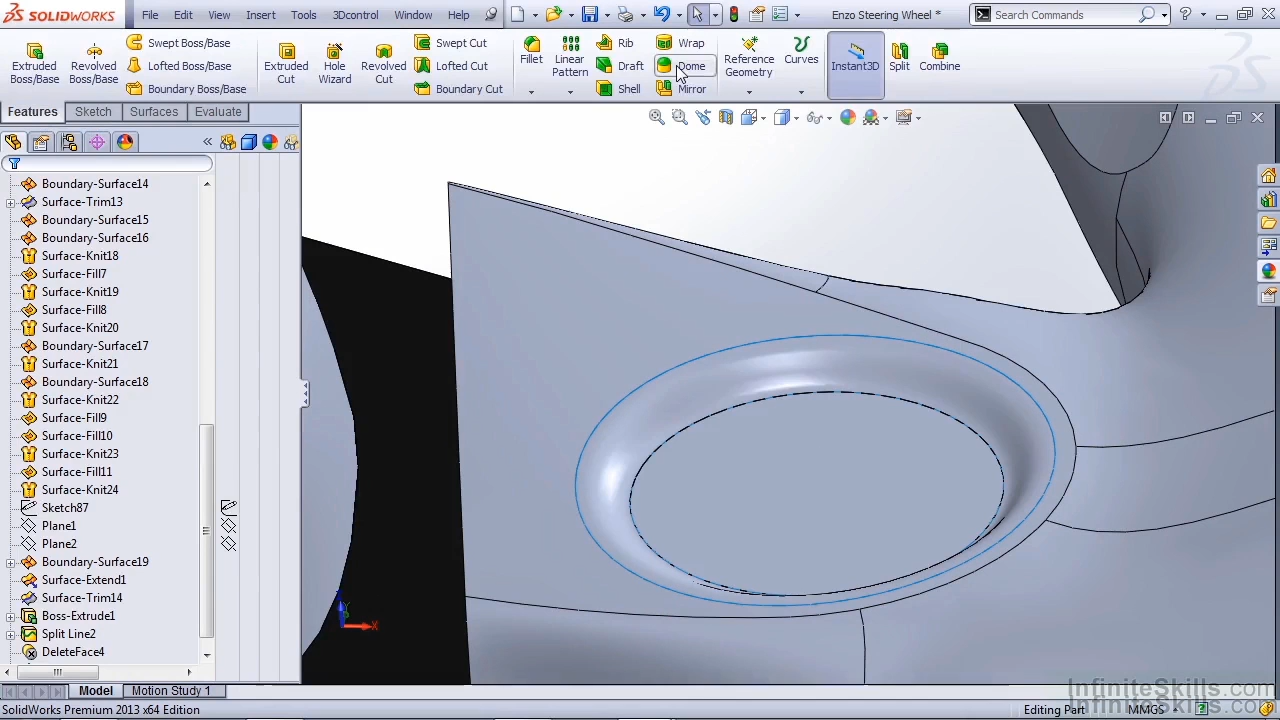 SOLIDWORKS File Edit View Insert Tools 3Dcontrol Window Help Enzo Steering Wheel * Search Commands
Extruded Boss/Base
Revolved Boss/Base
Swept Boss/Base
Lofted Boss/Base
Boundary Boss/Base
Extruded Cut
Hole Wizard
Revolved Cut
Swept Cut
Lofted Cut
Boundary Cut
Fillet
Linear Pattern
Rib
Draft
Shell
Wrap
Dome
Mirror
Reference Geometry
Curves
Instant3D
Split
Combine
Features Sketch Surfaces Evaluate
Boundary-Surface14
Surface-Trim13
Boundary-Surface15
Boundary-Surface16
Surface-Knit18
Surface-Fill7
Surface-Knit19
Surface-Fill8
Surface-Knit20
Boundary-Surface17
Surface-Knit21
Boundary-Surface18
Surface-Knit22
Surface-Fill9
Surface-Fill10
Surface-Knit23
Surface-Fill11
Surface-Knit24
Sketch87
Plane1
Plane2
Boundary-Surface19
Surface-Extend1
Surface-Trim14
Boss-Extrude1
Split Line2
DeleteFace4
X
Model Motion Study 1
InfiniteSkills.com
InfiniteSkills.com
SolidWorks Premium 2013 x64 Edition Editing Part MMGS